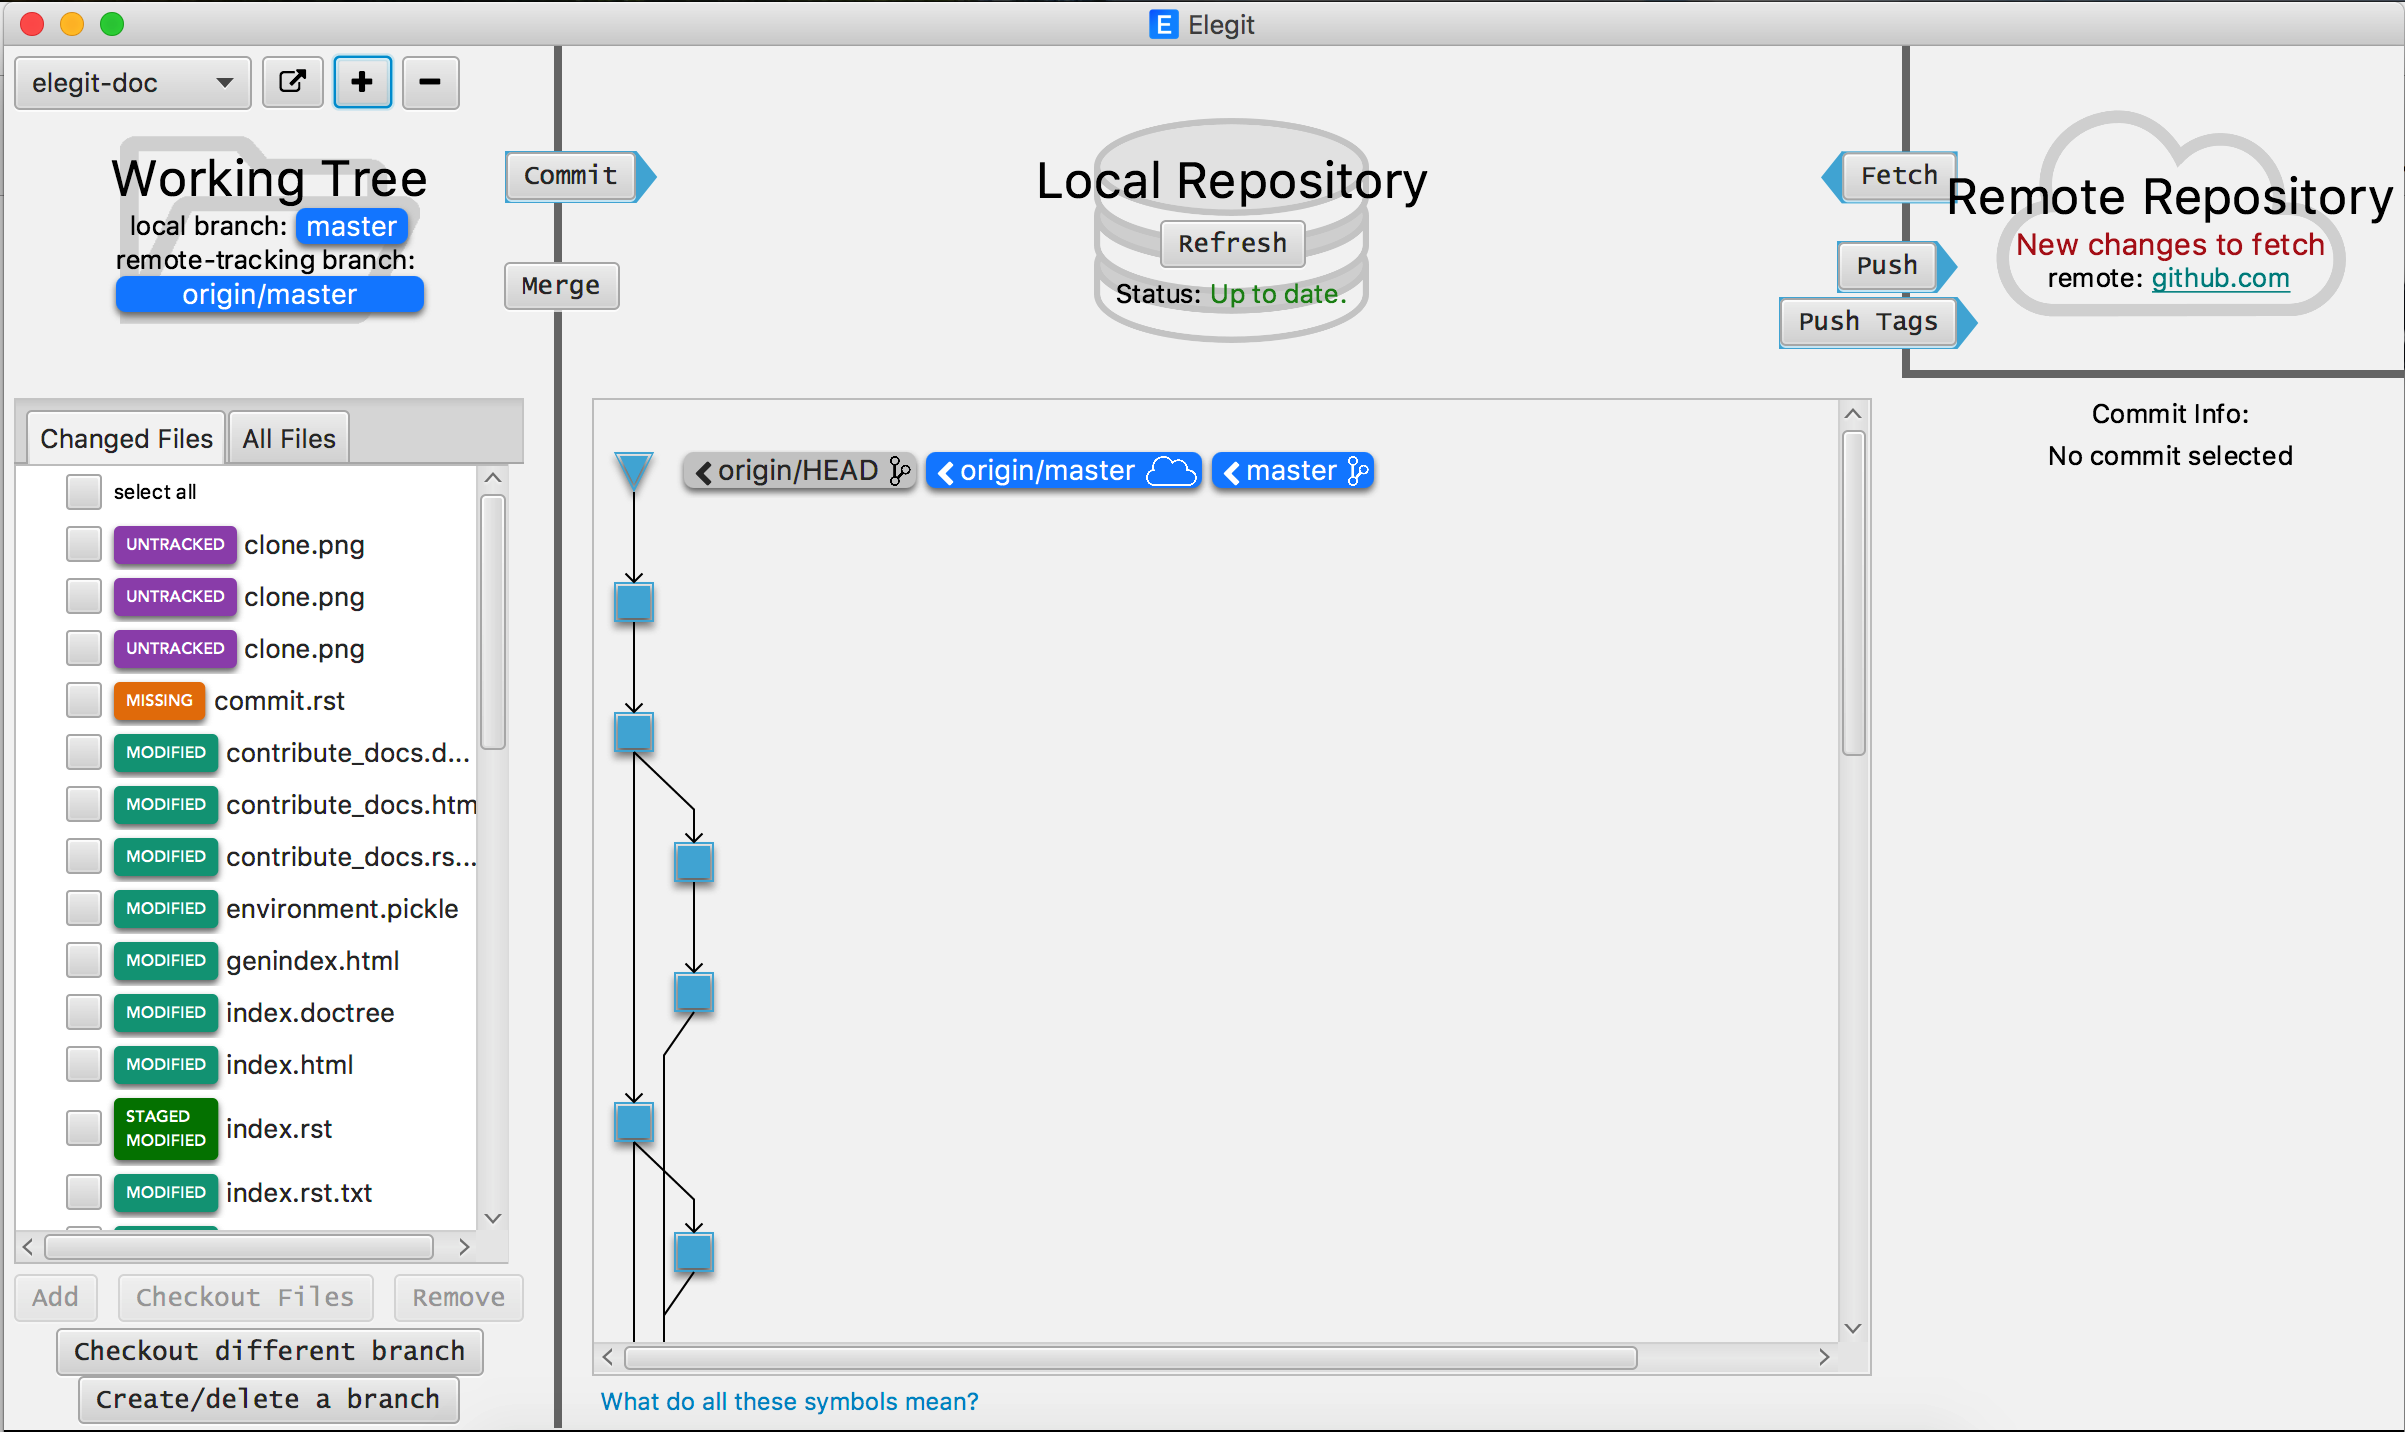 E Elegit
elegit-doc
Working Tree
local branch: master
remote-tracking branch:
origin/master
Commit
Merge
Local Repository
Refresh
Status: Up to date.
Fetch
Push
Push Tags
Remote Repository
New changes to fetch
remote: github.com
Changed Files
All Files
select all
UNTRACKED clone.png
UNTRACKED clone.png
UNTRACKED clone.png
MISSING commit.rst
MODIFIED contribute_docs.d...
MODIFIED contribute_docs.htm
MODIFIED contribute_docs.rs...
MODIFIED environment.pickle
MODIFIED genindex.html
MODIFIED index.doctree
MODIFIED index.html
STAGED
MODIFIED index.rst
MODIFIED index.rst.txt
Add
Checkout Files
Remove
Checkout different branch
Create/delete a branch
origin/HEAD
origin/master
master
What do all these symbols mean?
Commit Info:
No commit selected